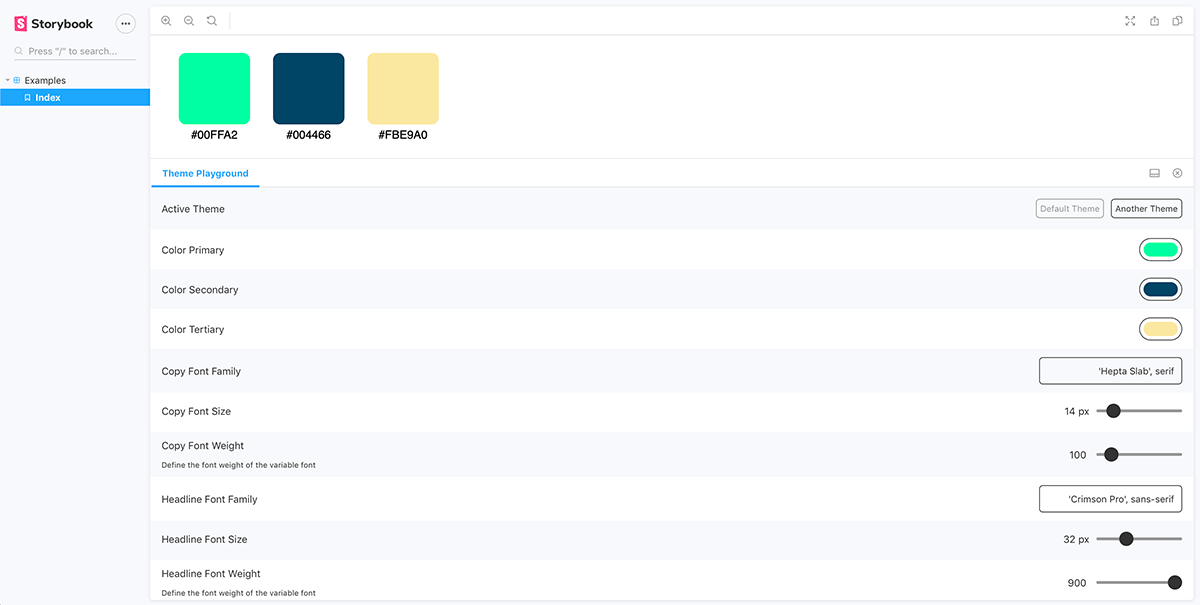 Storybook
Press "/" to search...
Examples
Index
#00FFA2
#004466
#FBE9A0
Theme Playground
Active Theme
Default Theme
Another Theme
Color Primary
Color Secondary
Color Tertiary
Copy Font Family
'Hepta Slab', serif
Copy Font Size
14 px
Copy Font Weight
100
Define the font weight of the variable font
Headline Font Family
'Crimson Pro', sans-serif
Headline Font Size
32 px
Headline Font Weight
900
Define the font weight of the variable font